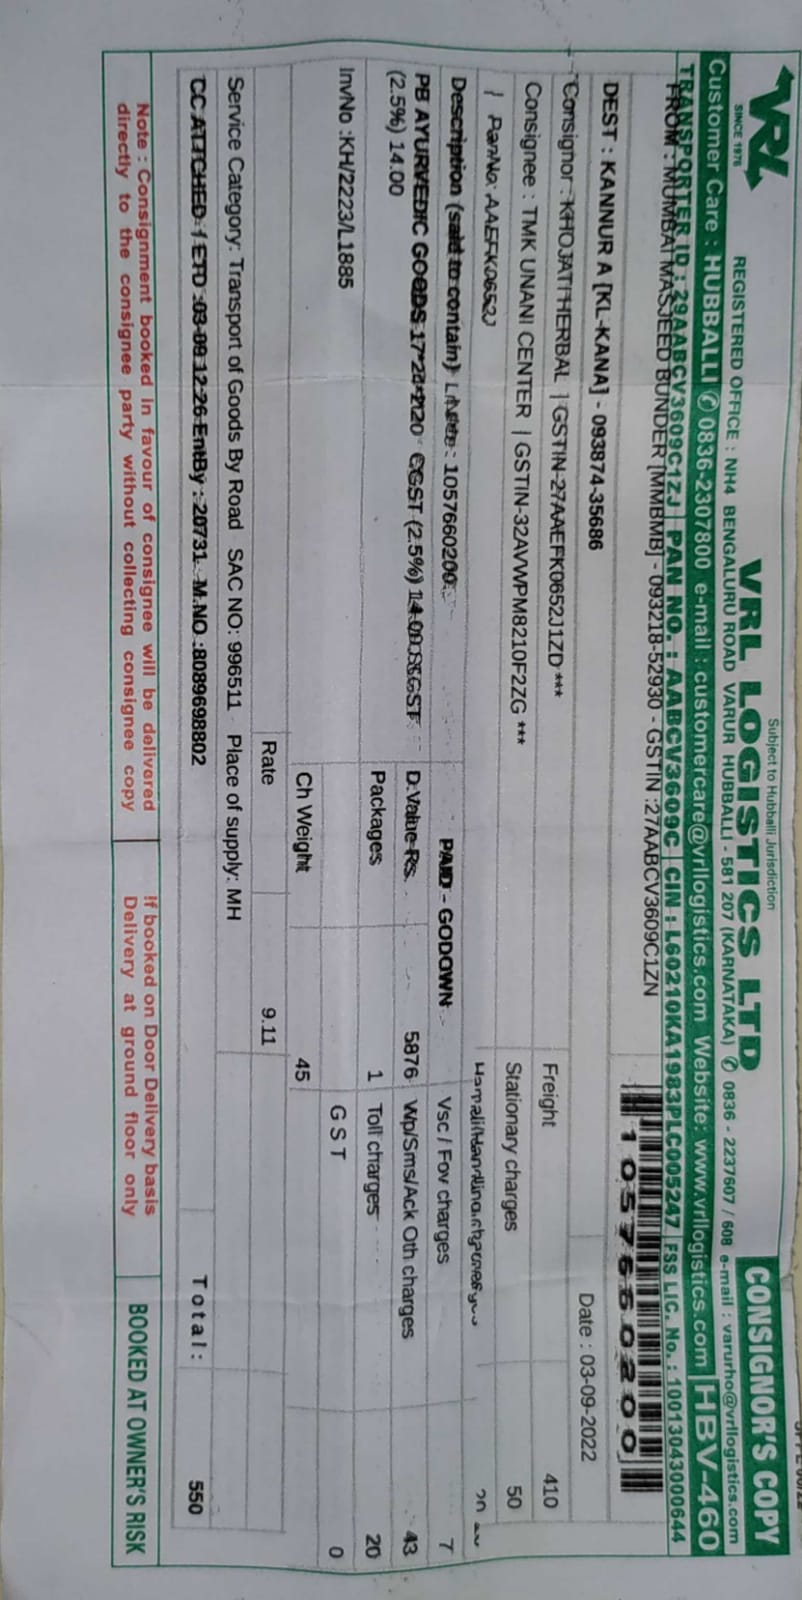 Subject to Hubballi Jurisdiction
CONSIGNOR'S COPY
VRL
SINCE 1976
VRL LOGISTICS LTD
REGISTERED OFFICE : NH4 BENGALURU ROAD VARUR HUBBALLI - 581 207 (KARNATAKA) ✆ 0836 - 2237607 / 608 e-mail : varurho@vrllogistics.com
Customer Care : HUBBALLI ✆ 0836-2307800 e-mail : customercare@vrllogistics.com Website: www.vrllogistics.com HBV-460
TRANSPORTER ID : 29AABCV3609C1ZJ | PAN NO. : AABCV3609C | CIN : L60210KA1983PLC005247 | FSS LIC. No. : 10013043000644
FROM : MUMBAI MASJEED BUNDER [MMBMB] - 093218-52930 - GSTIN :27AABCV3609C1ZN
1057660200
DEST : KANNUR A [KL-KANA] - 093874-35686
Date : 03-09-2022
Consignor : KHOJATI HERBAL | GSTIN-27AAEFK0652J1ZD ***
Freight 410
Consignee : TMK UNANI CENTER | GSTIN-32AVWPM8210F2ZG ***
Stationary charges 50
| PanNo: AAEFK0652J
Hamali/Handling charges 20
Description (said to contain) 1057660200
PAID - GODOWN
Vsc / Fov charges 7
PB AYURVEDIC GOODS CGST (2.5%) 14.00 SGST
D.Value Rs. 5876
Wp/Sms/Ack Oth charges 43
(2.5%) 14.00
Packages 1
Toll charges 20
InvNo :KH/2223/L1885
G S T 0
Ch Weight 45
Rate 9.11
Service Category: Transport of Goods By Road SAC NO: 996511 Place of supply: MH
CC ATTCHED 1 ETD :03-09 12:26 EntBy : 20731 M.NO :8089698802
Total : 550
Note : Consignment booked in favour of consignee will be delivered
directly to the consignee party without collecting consignee copy
If booked on Door Delivery basis
Delivery at ground floor only
BOOKED AT OWNER'S RISK